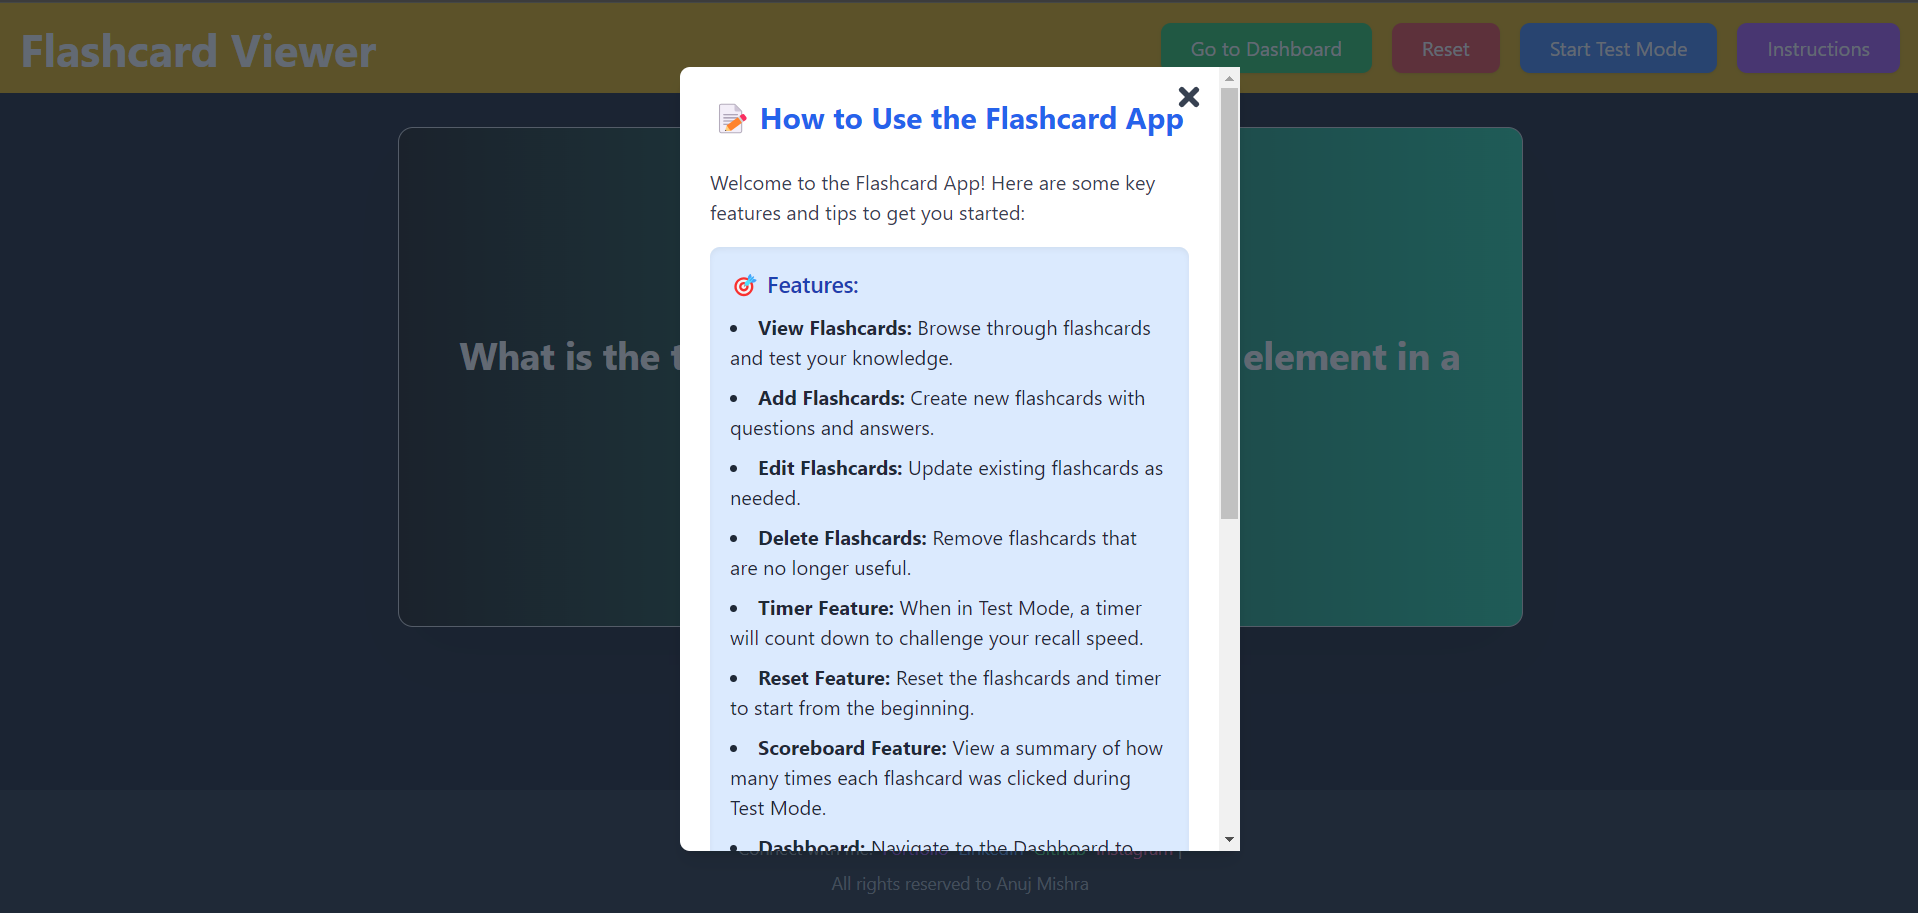 Flashcard Viewer
Go to Dashboard
Reset
Start Test Mode
Instructions
How to Use the Flashcard App
Welcome to the Flashcard App! Here are some key
features and tips to get you started:
Features:
• View Flashcards: Browse through flashcards
and test your knowledge.
• Add Flashcards: Create new flashcards with
questions and answers.
• Edit Flashcards: Update existing flashcards as
needed.
• Delete Flashcards: Remove flashcards that
are no longer useful.
• Timer Feature: When in Test Mode, a timer
will count down to challenge your recall speed.
• Reset Feature: Reset the flashcards and timer
to start from the beginning.
• Scoreboard Feature: View a summary of how
many times each flashcard was clicked during
Test Mode.
• Dashboard: Navigate to the Dashboard to
What is the
element in a
All rights reserved to Anuj Mishra